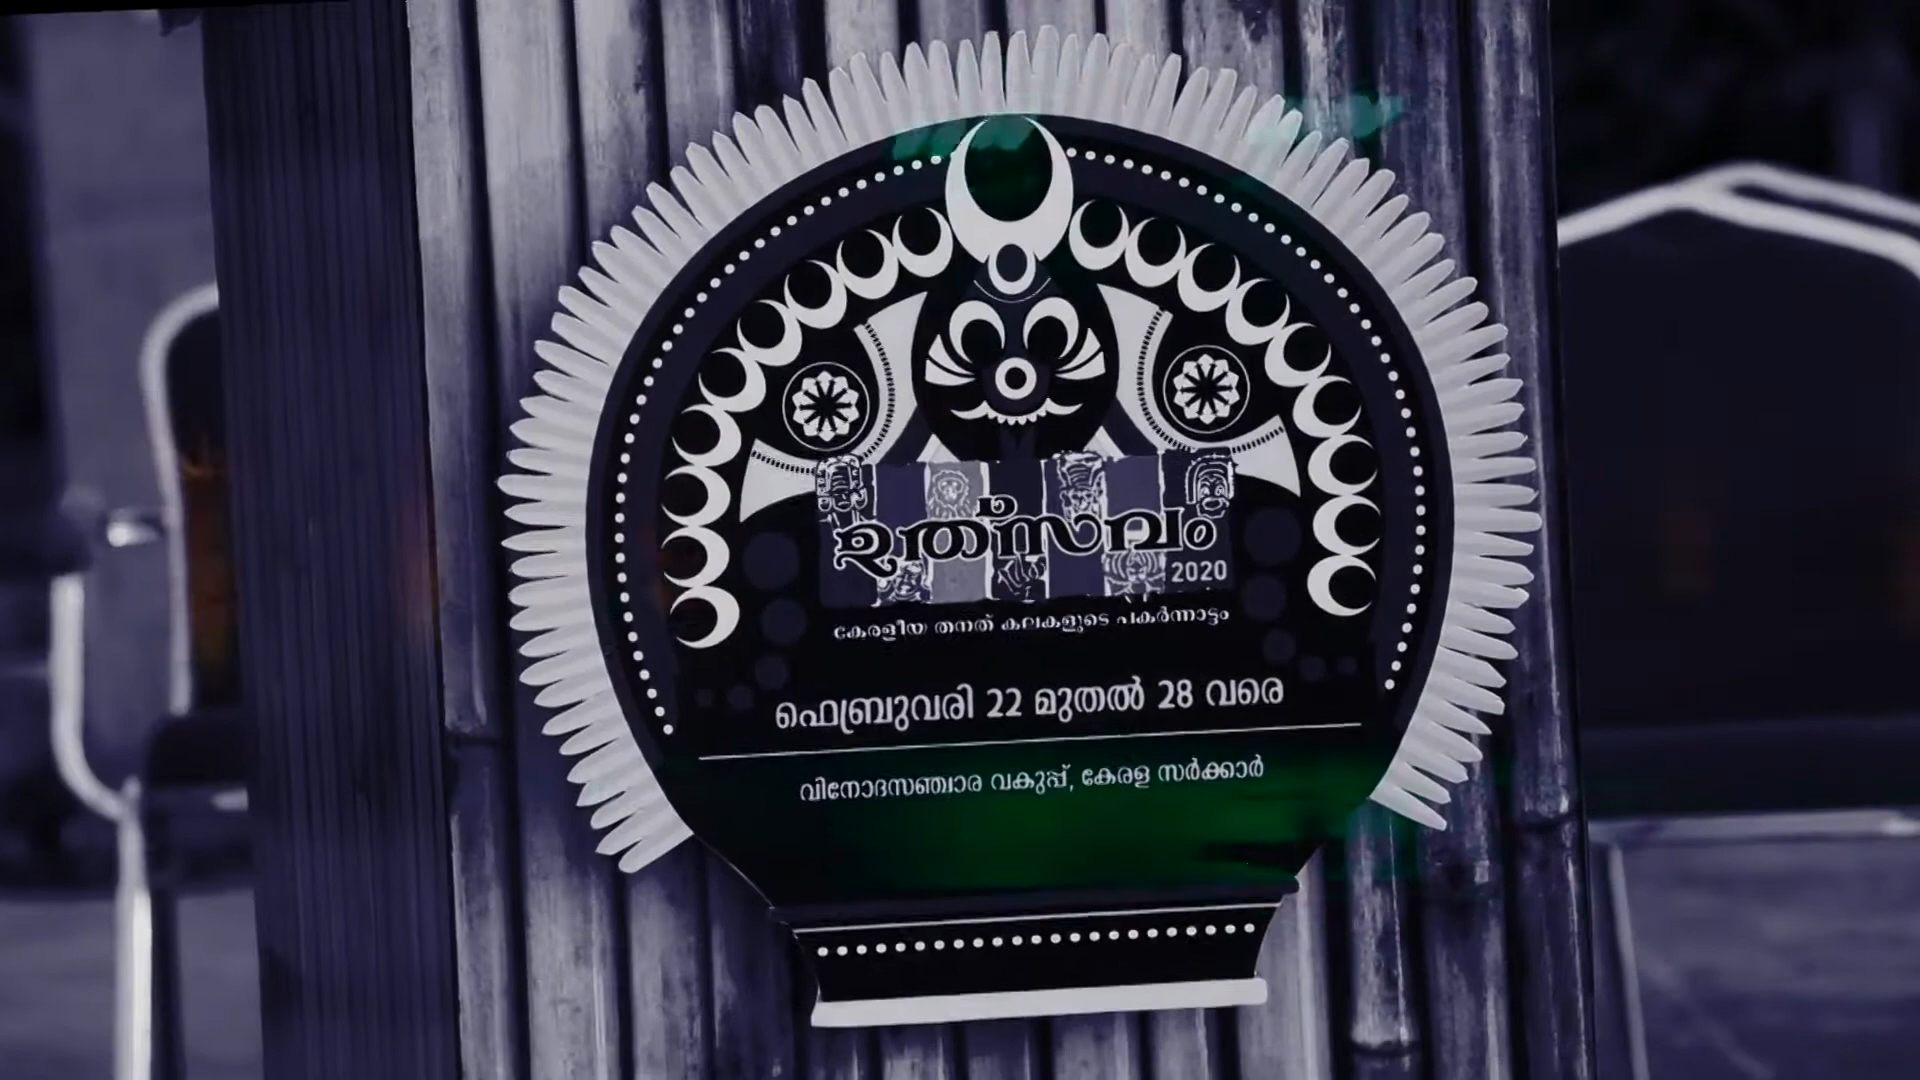 ഉത്സവം
2020
കേരളീയ തനത് കലകളുടെ പകർന്നാട്ടം
ഫെബ്രുവരി 22 മുതൽ 28 വരെ
വിനോദസഞ്ചാര വകുപ്പ്, കേരള സർക്കാർ